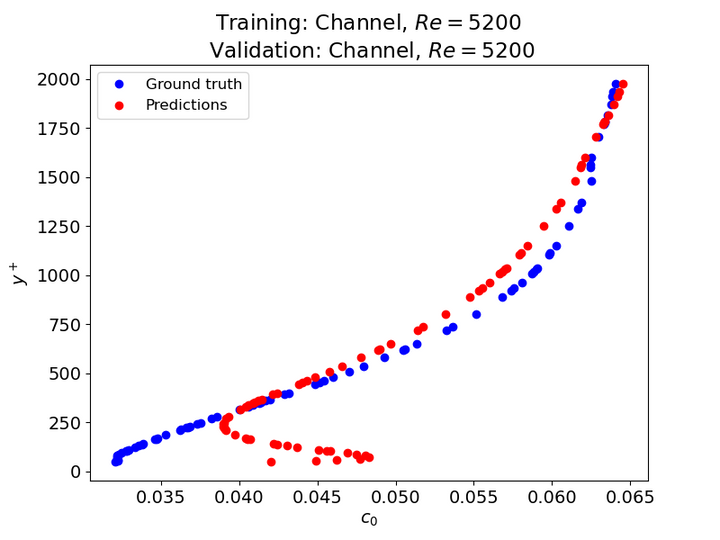 Training: Channel, Re = 5200
Validation: Channel, Re = 5200
Ground truth
Predictions
2000
1750
1500
1250
1000
750
500
250
0
y⁺
0.035 0.040 0.045 0.050 0.055 0.060 0.065
c₀